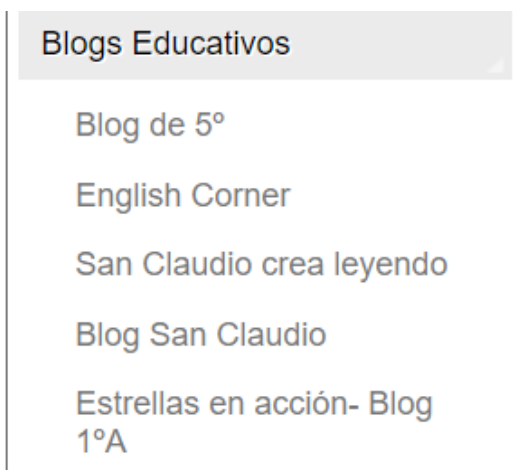 Blogs Educativos
Blog de 5º
English Corner
San Claudio crea leyendo
Blog San Claudio
Estrellas en acción- Blog
1ºA